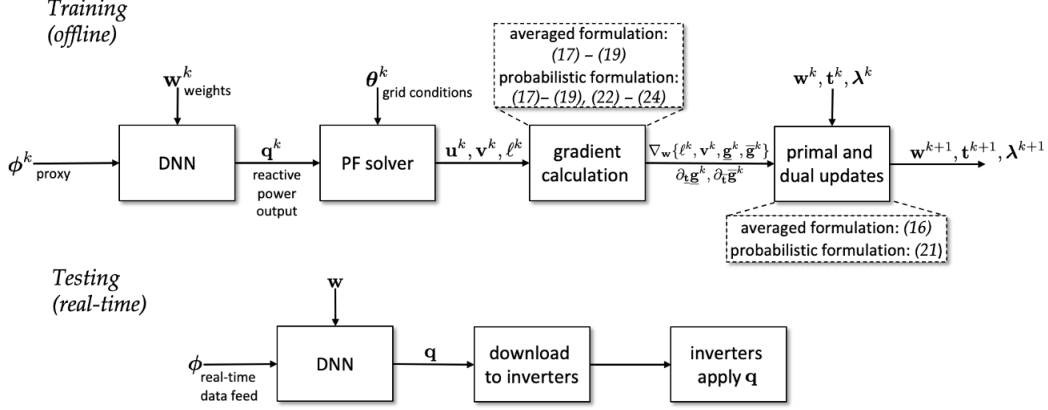 Training
(offline)
averaged formulation:
(17) – (19)
probabilistic formulation:
(17)– (19), (22) – (24)
w^k weights
θ^k grid conditions
w^k, t^k, λ^k
ϕ^k proxy
DNN
q^k
reactive
power
output
PF solver
u^k, v^k, ℓ^k
gradient
calculation
∇_w{ℓ^k, v^k, g̲^k, g̅^k}
∂_t̲ g̲^k, ∂_t̅ g̅^k
primal and
dual updates
w^{k+1}, t^{k+1}, λ^{k+1}
averaged formulation: (16)
probabilistic formulation: (21)
Testing
(real-time)
w
ϕ
real-time
data feed
DNN
q
download
to inverters
inverters
apply q